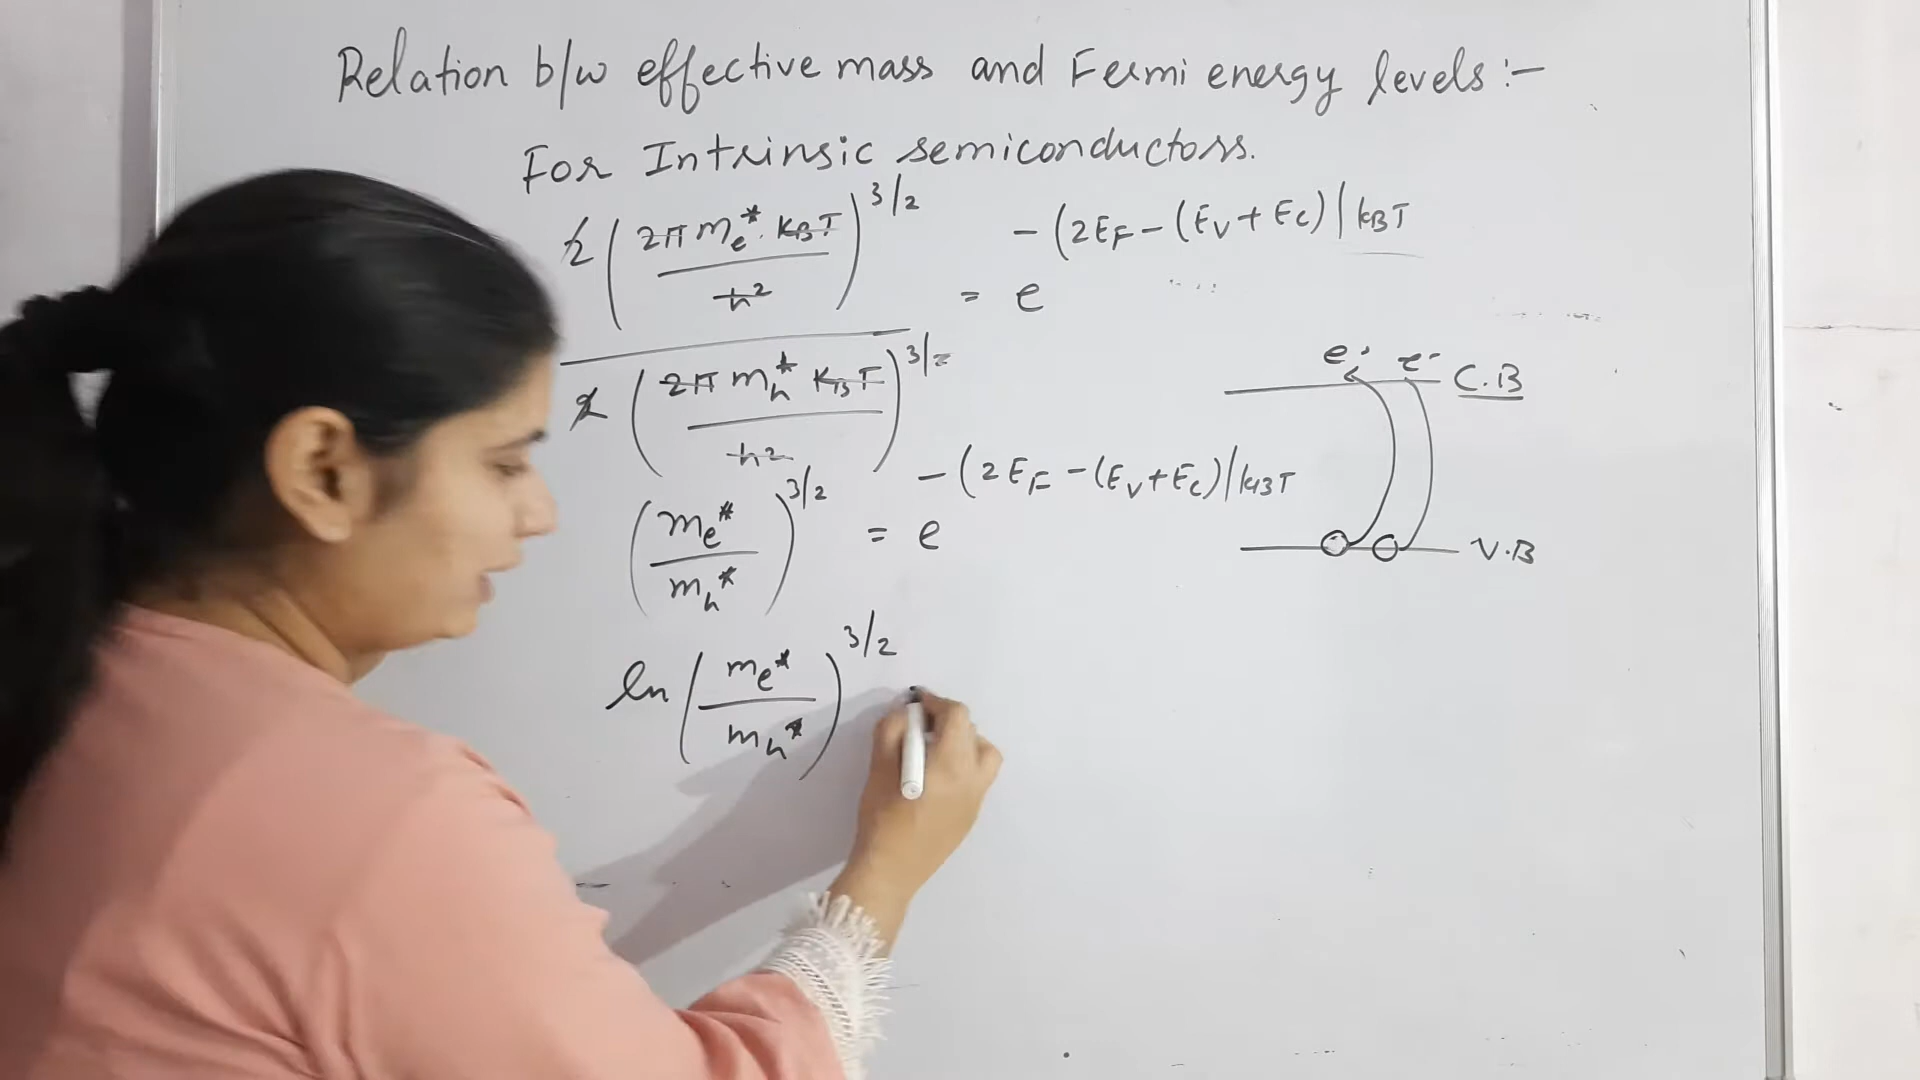 Relation b/w effective mass and Fermi energy levels :-
For Intrinsic semiconductors.
2 (2π me* . KBT / h²)^3/2 / 2 (2π mh* KBT / h²)^3/2 = e^-(2EF - (EV + EC) / kBT
e- e- C.B
(me* / mh*)^3/2 = e^-(2EF - (EV + EC) / kBT
V.B
ln (me* / mh*)^3/2